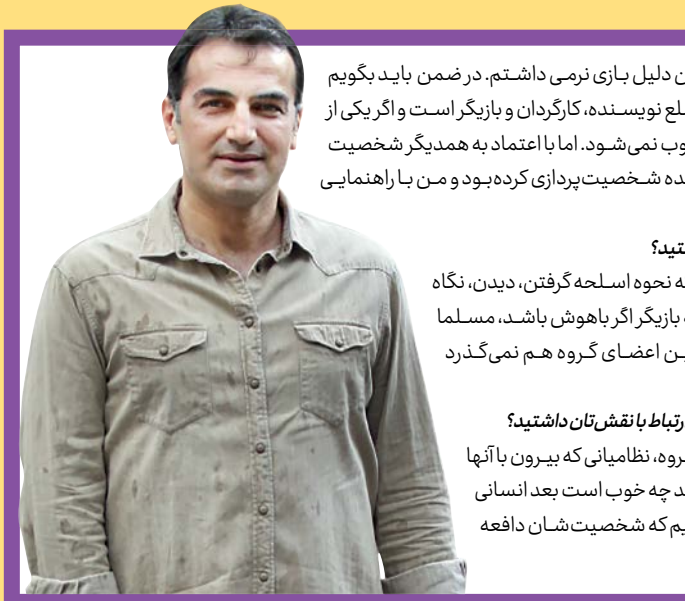 ن دلیل بازی نرمی داشتم. در ضمن باید بگویم
لع نویسنده، کارگردان و بازیگر است و اگر یکی از
وب نمی‌شود. اما با اعتماد به همدیگر شخصیت
ده شخصیت‌پردازی کرده‌بود و من با راهنمایی
تید؟
ه نحوه اسلحه گرفتن، دیدن، نگاه
بازیگر اگر باهوش باشد، مسلما
ن اعضای گروه هم نمی‌گذرد
رتباط با نقش‌تان داشتید؟
روه، نظامیانی که بیرون با آنها
د چه خوب است بعد انسانی
یم که شخصیت‌شان دافعه